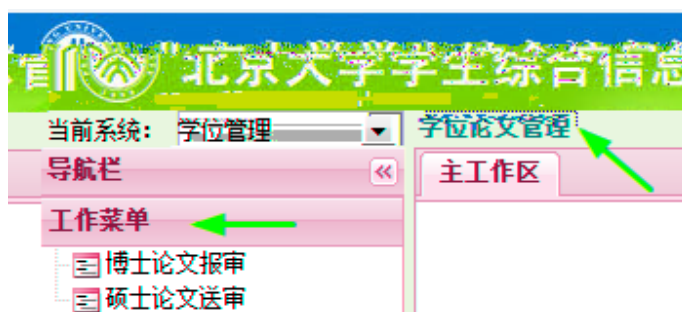 北京大学学生综合信息
当前系统： 学位管理 学位论文管理
导航栏 主工作区
工作菜单
博士论文报审
硕士论文送审